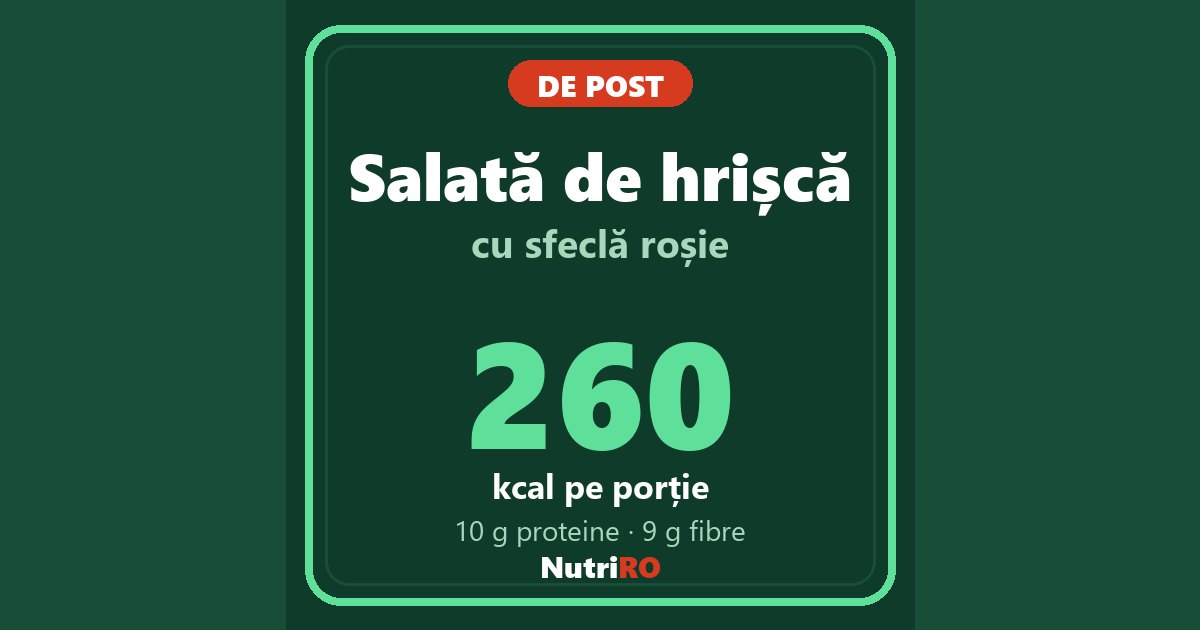 DE POST
Salată de hrișcă
cu sfeclă roșie
260
kcal pe porție
10 g proteine · 9 g fibre
NutriRO